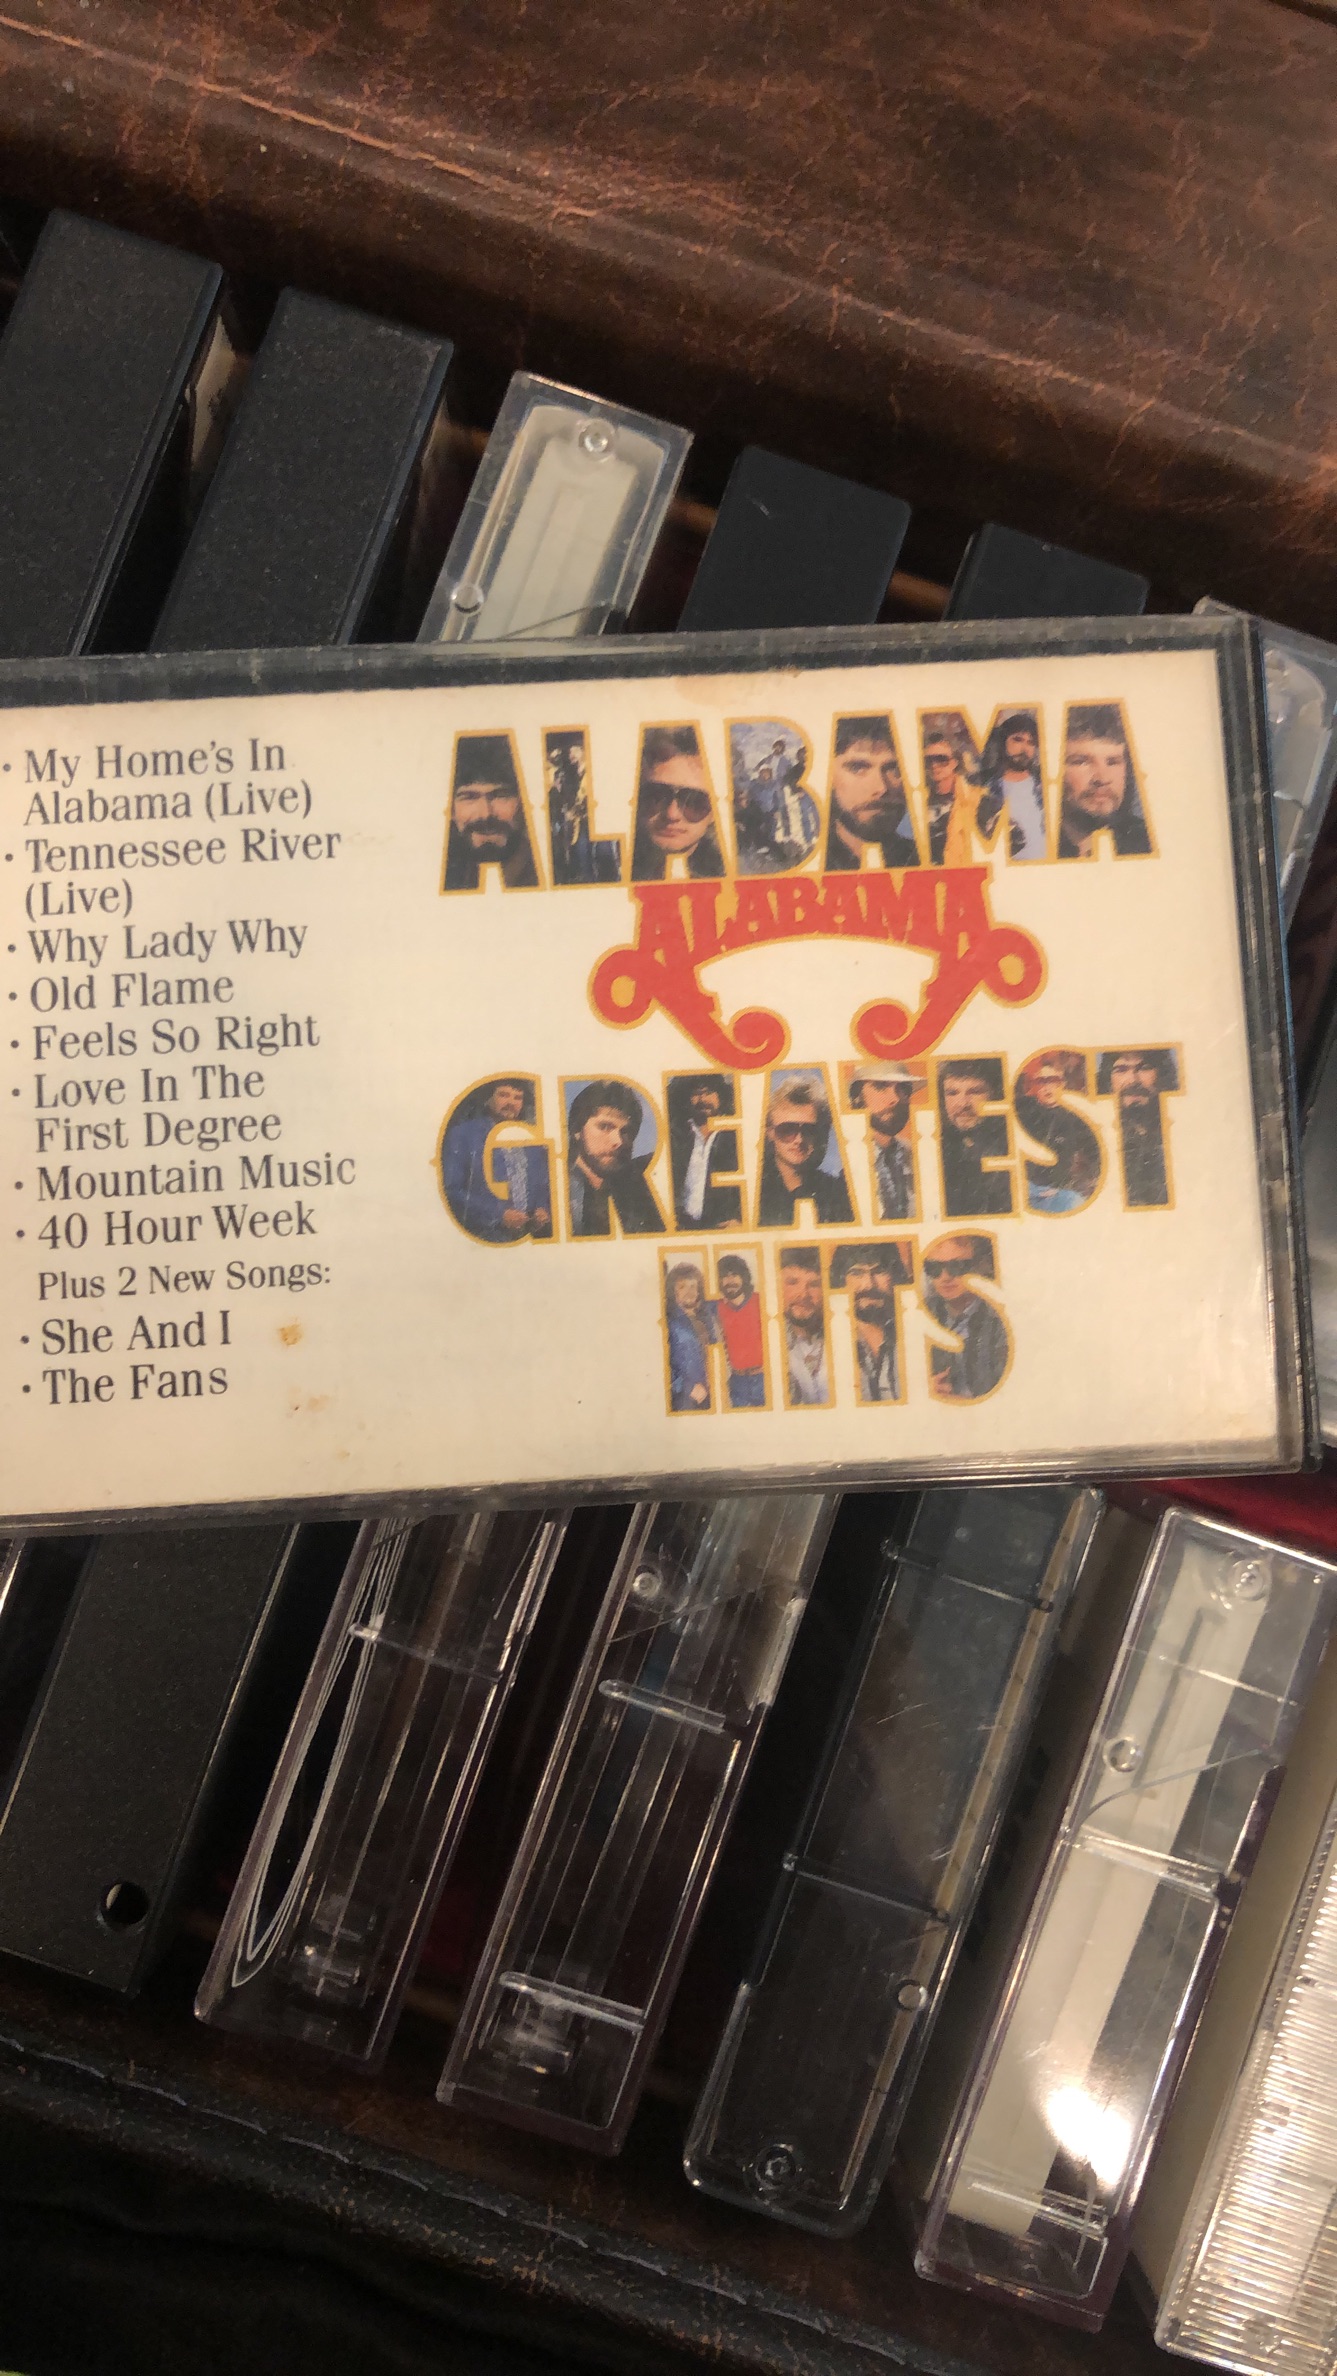 · My Home's In
Alabama (Live)
· Tennessee River
(Live)
· Why Lady Why
· Old Flame
· Feels So Right
· Love In The
First Degree
· Mountain Music
· 40 Hour Week
Plus 2 New Songs:
· She And I
· The Fans
ALABAMA
ALABAMA
GREATEST
HITS